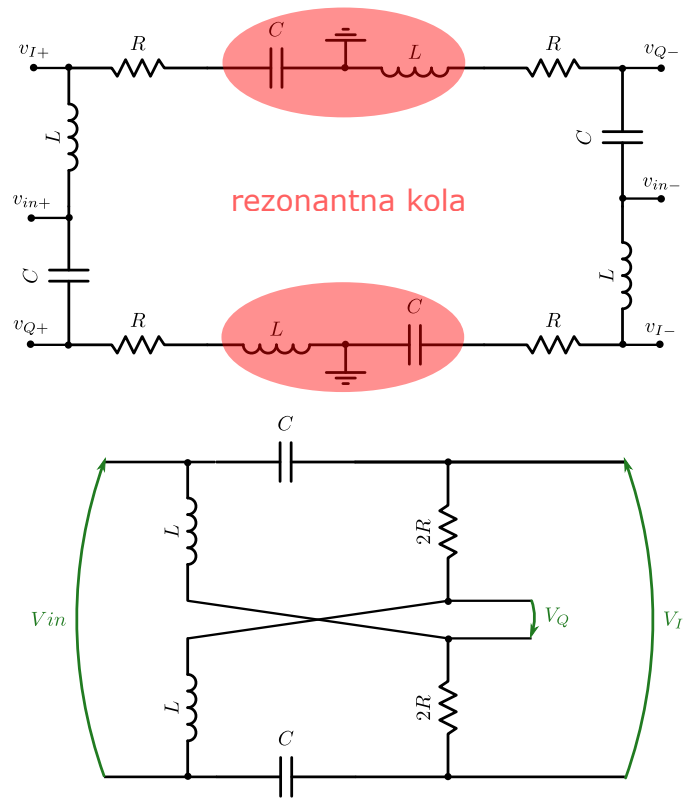 C
v_{I+}
R
L
R
v_{Q-}
L
C
rezonantna kola
v_{in+}
v_{in-}
C
L
v_{Q+}
R
L
C
R
v_{I-}
C
L
2R
Vin
V_Q
V_I
L
2R
C